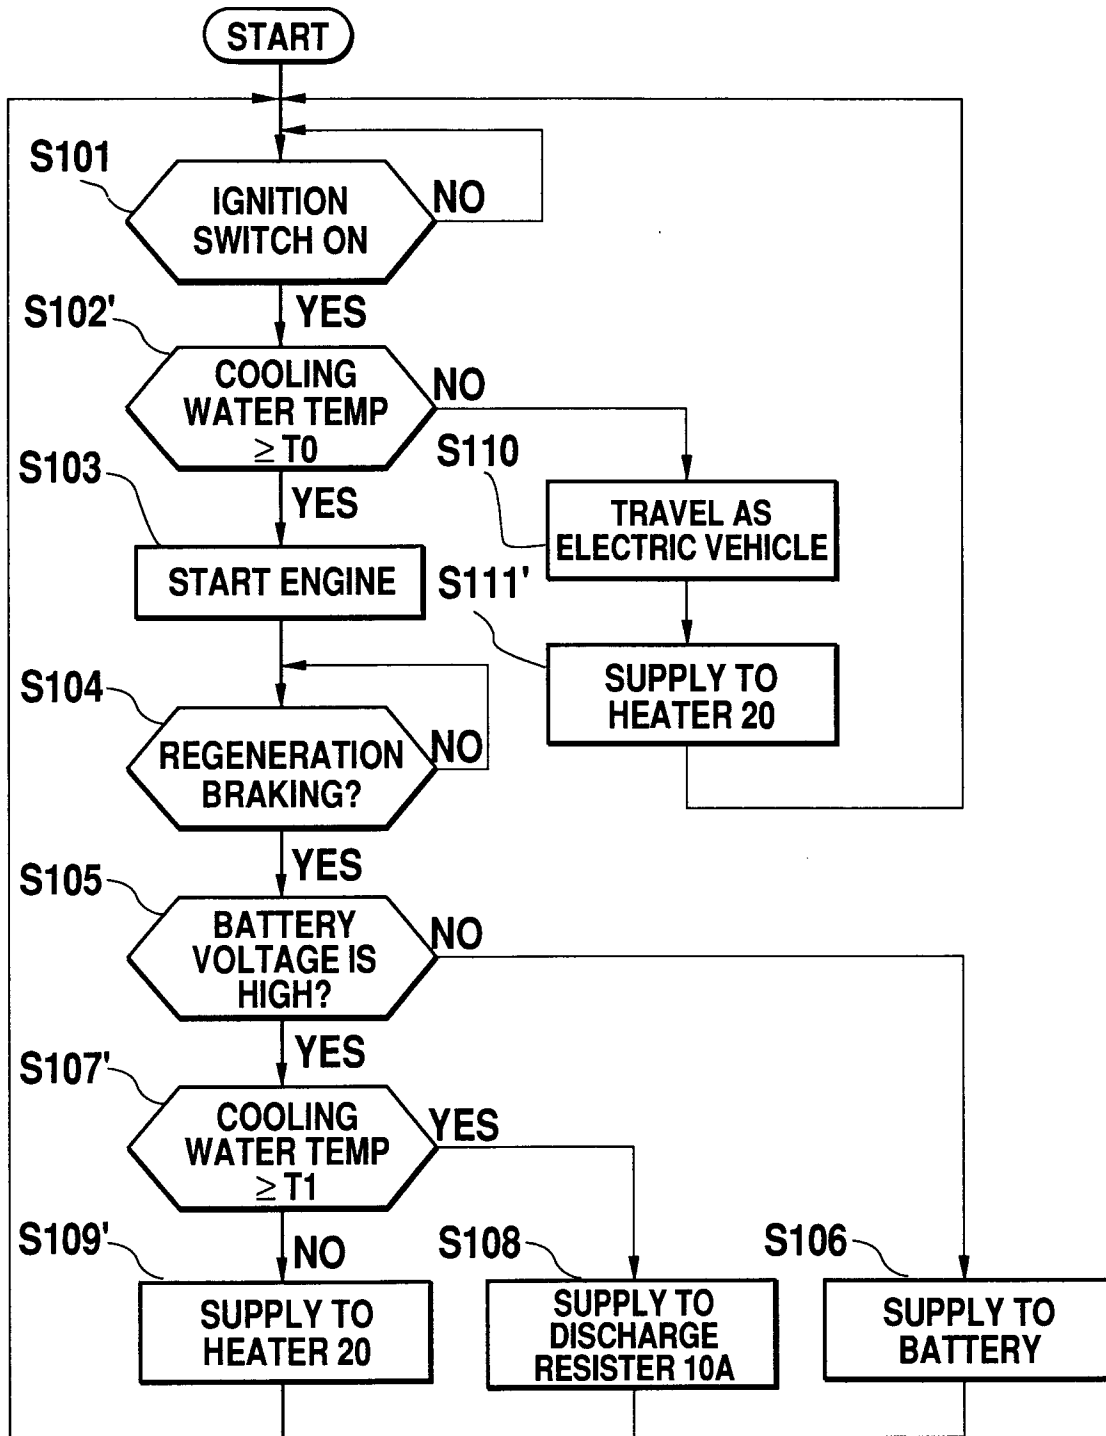 START
S101
IGNITION
SWITCH ON
NO
YES
S102'
COOLING
WATER TEMP
≥ T0
NO
YES
S103
START ENGINE
S110
TRAVEL AS
ELECTRIC VEHICLE
S111'
SUPPLY TO
HEATER 20
S104
REGENERATION
BRAKING?
NO
YES
S105
BATTERY
VOLTAGE IS
HIGH?
NO
YES
S107'
COOLING
WATER TEMP
≥ T1
YES
NO
S109'
SUPPLY TO
HEATER 20
S108
SUPPLY TO
DISCHARGE
RESISTER 10A
S106
SUPPLY TO
BATTERY